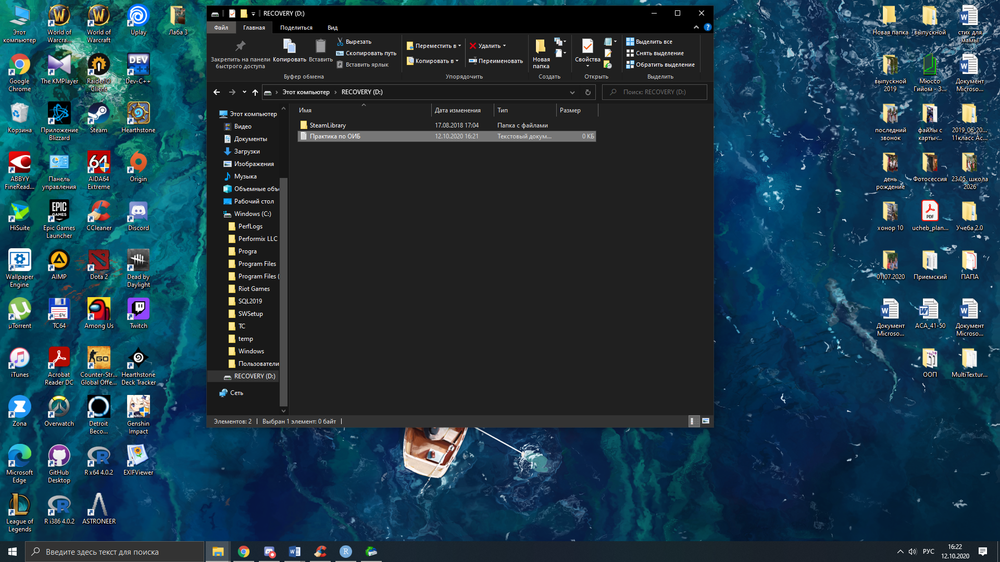 RECOVERY (D:)
Файл
Главная
Поделиться
Вид
Закрепить на панели
быстрого доступа
Копировать
Вставить
Вырезать
Скопировать путь
Вставить ярлык
Буфер обмена
Переместить в
Копировать в
Удалить
Переименовать
Упорядочить
Новая
папка
Создать
Свойства
Открыть
Выделить все
Снять выделение
Обратить выделение
Выделить
Этот компьютер
RECOVERY (D:)
Поиск: RECOVERY (D:)
Имя
Дата изменения
Тип
Размер
SteamLibrary
17.08.2018 17:04
Папка с файлами
Практика по ОИБ
12.10.2020 16:21
Текстовый докум...
0 КБ
Этот компьютер
Видео
Документы
Загрузки
Изображения
Музыка
Объемные объ
Рабочий стол
Windows (C:)
PerfLogs
Performix LLC
Progra
Program Files
Program Files (
Riot Games
SQL2019
SWSetup
TC
temp
Windows
Пользователи
RECOVERY (D:)
Сеть
Элементов: 2
Выбран 1 элемент: 0 байт
Этот
компьютер
World of
Warcra...
World of
Warcraft
Uplay
Лаба 3
Google
Chrome
The KMPlayer
RaiderIO
Client
DEV
C++
Dev-C++
Корзина
Приложение
Blizzard
Steam
Hearthstone
ABBYY
FineRead...
Панель
управления
64
AIDA64
Extreme
Origin
HiSuite
EPIC
GAMES
Epic Games
Launcher
CCleaner
Discord
Wallpaper
Engine
AIMP
Dota 2
Dead by
Daylight
µTorrent
64
TC64
Among Us
Twitch
iTunes
Acrobat
Reader DC
GO
Counter-Str...
Global Offe...
Hearthstone
Deck Tracker
Zona
Overwatch
Detroit
Beco...
Genshin
Impact
Microsoft
Edge
GitHub
Desktop
R x64 4.0.2
EXIFViewer
League of
Legends
R i386 4.0.2
ASTRONEER
Новая папка
выпускной
стих для
мамы
выпускной
2019
Мюссо
Гийом - З...
Документ
Microso...
последний
звонок
файлы с
карты...
2019_06_20...
11класс Ас...
день
рождение
Фотосессия
23.05. школа
2026
хонор 10
PDF
ucheb_plan...
Учеба 2.0
01.07.2020
Приемский
ПАПА
Документ
Microso...
АСА_41-50
Документ
Microso...
ООП
MultiTextur...
Введите здесь текст для поиска
РУС
16:22
12.10.2020